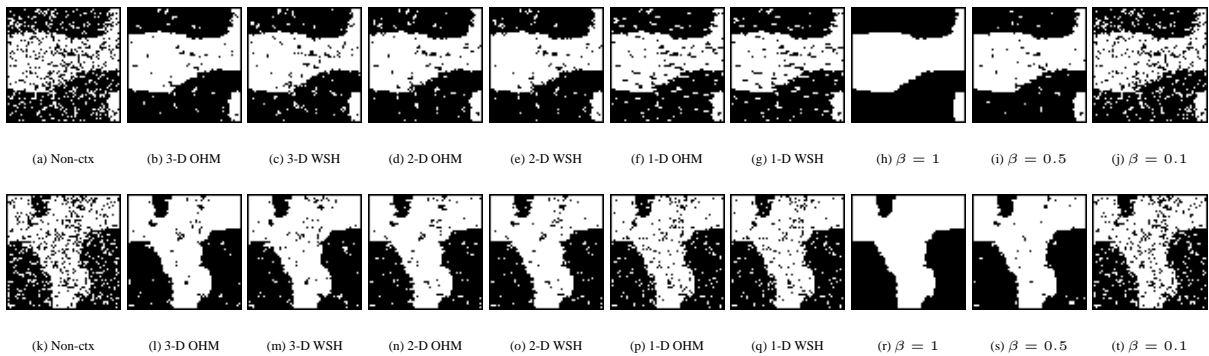 (a) Non-ctx (b) 3-D OHM (c) 3-D WSH (d) 2-D OHM (e) 2-D WSH (f) 1-D OHM (g) 1-D WSH (h) β = 1 (i) β = 0.5 (j) β = 0.1
(k) Non-ctx (l) 3-D OHM (m) 3-D WSH (n) 2-D OHM (o) 2-D WSH (p) 1-D OHM (q) 1-D WSH (r) β = 1 (s) β = 0.5 (t) β = 0.1